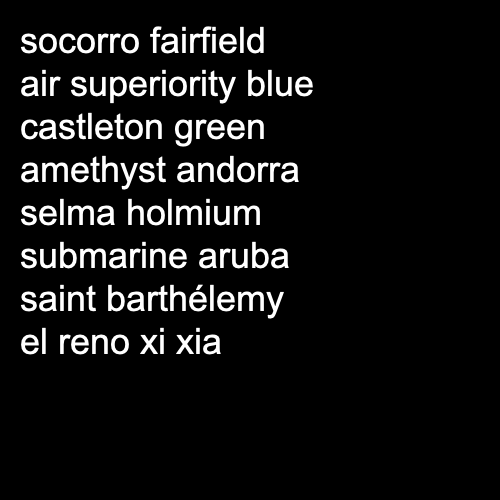 socorro fairfield
air superiority blue
castleton green
amethyst andorra
selma holmium
submarine aruba
saint barthélemy
el reno xi xia